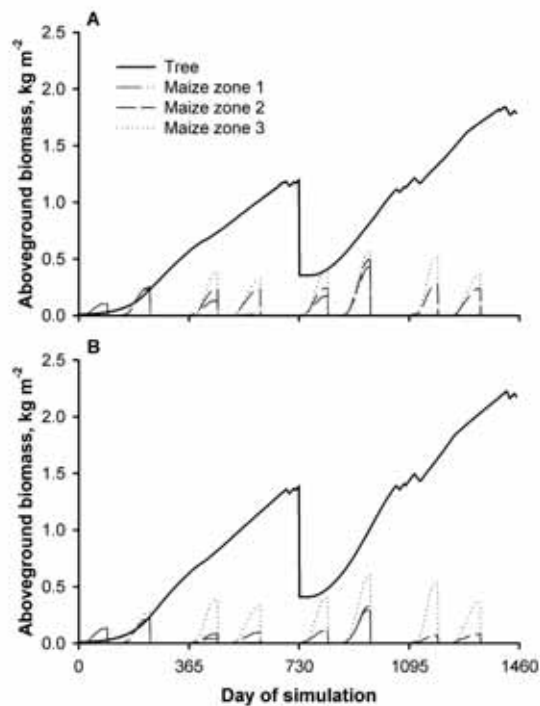 A
Aboveground biomass, kg m-2
2.5
2.0
1.5
1.0
0.5
0.0
Tree
Maize zone 1
Maize zone 2
Maize zone 3
B
Aboveground biomass, kg m-2
2.5
2.0
1.5
1.0
0.5
0.0
0 365 730 1095 1460
Day of simulation